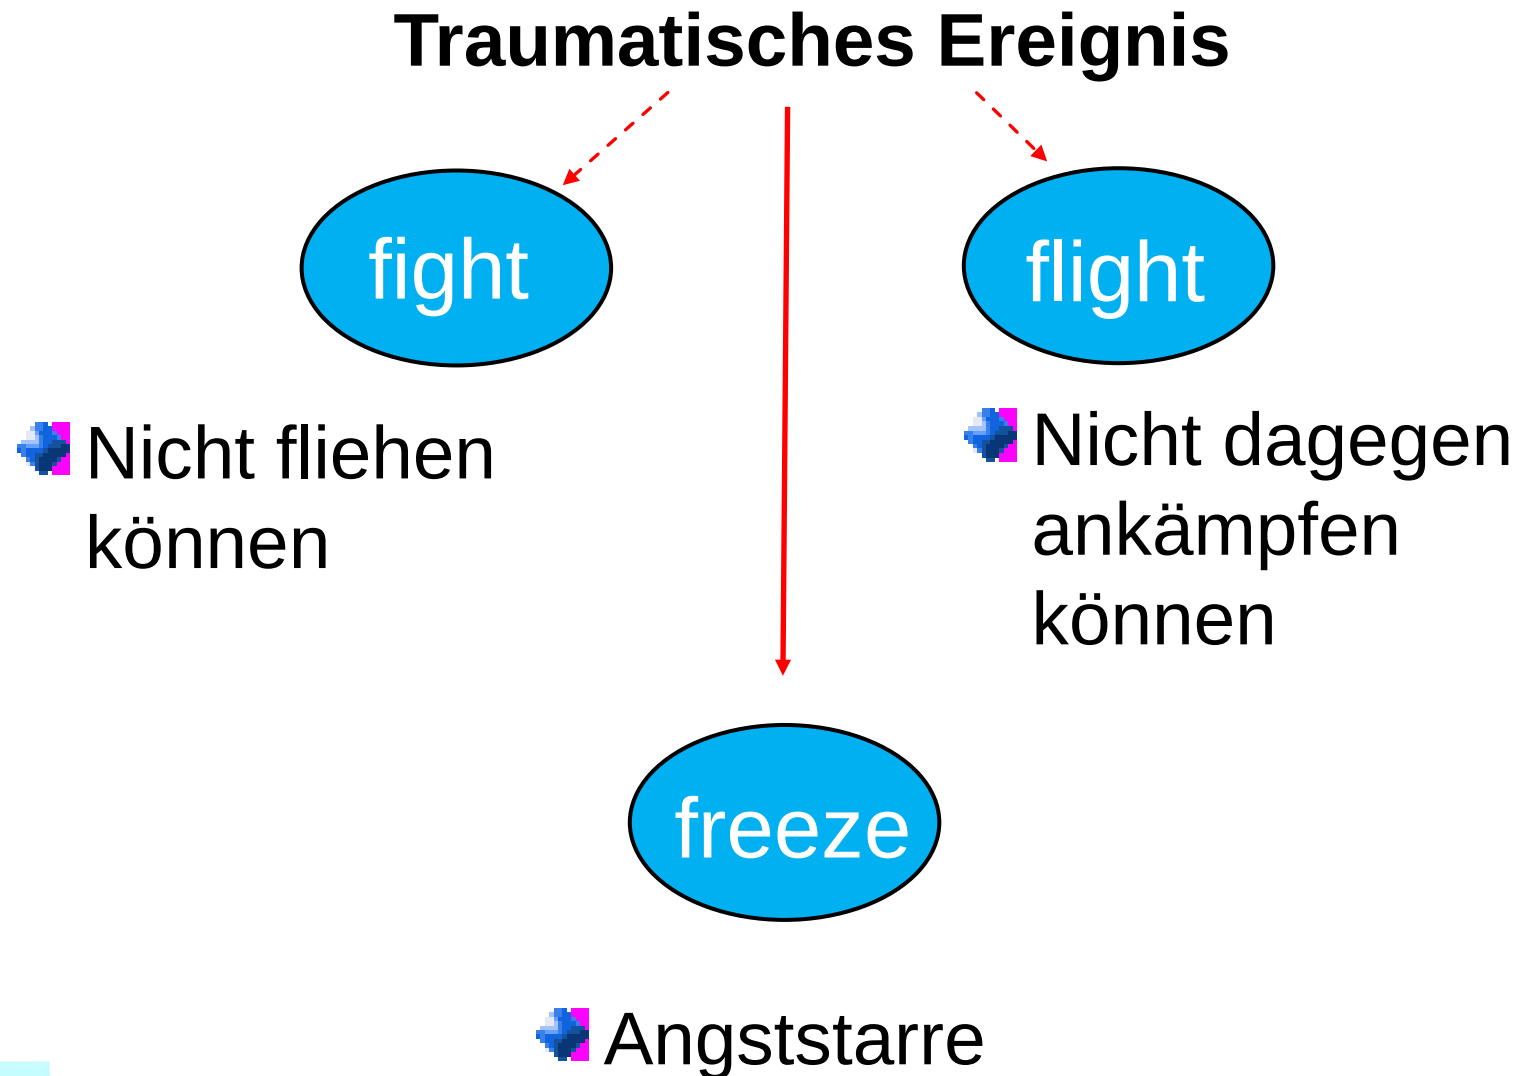 Traumatisches Ereignis
fight
flight
Nicht fliehen
können
Nicht dagegen
ankämpfen
können
freeze
Angststarre